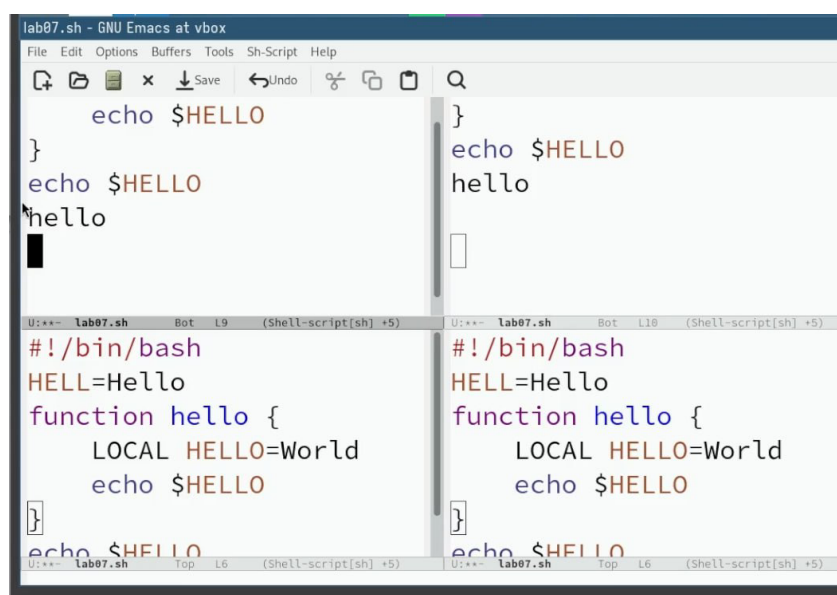 lab07.sh - GNU Emacs at vbox
File Edit Options Buffers Tools Sh-Script Help
Save Undo
echo $HELLO
}
echo $HELLO
hello
U:**- lab07.sh Bot L9 (Shell-script[sh] +5)
}
echo $HELLO
hello
U:**- lab07.sh Bot L10 (Shell-script[sh] +5)
#!/bin/bash
HELL=Hello
function hello {
LOCAL HELLO=World
echo $HELLO
}
echo $HELLO
U:**- lab07.sh Top L6 (Shell-script[sh] +5)
#!/bin/bash
HELL=Hello
function hello {
LOCAL HELLO=World
echo $HELLO
}
echo $HELLO
U:**- lab07.sh Top L6 (Shell-script[sh] +5)